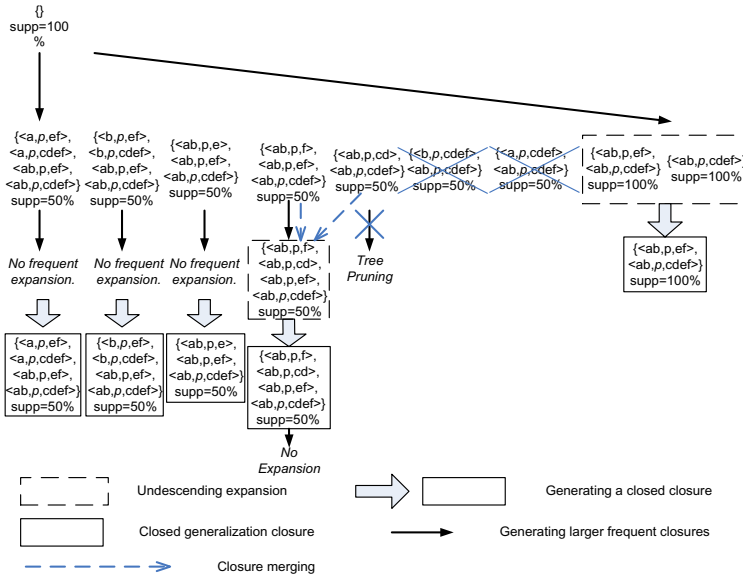 {}
supp=100
%
{<a,p,ef>,
<a,p,cdef>,
<ab,p,ef>,
<ab,p,cdef>}
supp=50%
{<b,p,ef>,
<b,p,cdef>,
<ab,p,ef>,
<ab,p,cdef>}
supp=50%
{<ab,p,e>,
<ab,p,ef>,
<ab,p,cdef>}
supp=50%
{<ab,p,f>,
<ab,p,ef>,
<ab,p,cdef>}
supp=50%
{<ab,p,cd>,
<ab,p,cdef>}
supp=50%
{<b,p,cdef>,
<ab,p,cdef>}
supp=50%
{<a,p,cdef>,
<ab,p,cdef>}
supp=50%
{<ab,p,ef>,
<ab,p,cdef>}
supp=100%
{<ab,p,cdef>}
supp=100%
No frequent
expansion.
No frequent
expansion.
No frequent
expansion.
{<ab,p,f>,
<ab,p,cd>,
<ab,p,ef>,
<ab,p,cdef>}
supp=50%
Tree
Pruning
{<ab,p,ef>,
<ab,p,cdef>}
supp=100%
{<a,p,ef>,
<a,p,cdef>,
<ab,p,ef>,
<ab,p,cdef>}
supp=50%
{<b,p,ef>,
<b,p,cdef>,
<ab,p,ef>,
<ab,p,cdef>}
supp=50%
{<ab,p,e>,
<ab,p,ef>,
<ab,p,cdef>}
supp=50%
{<ab,p,f>,
<ab,p,cd>,
<ab,p,ef>,
<ab,p,cdef>}
supp=50%
No
Expansion
Undescending expansion
Generating a closed closure
Closed generalization closure
Generating larger frequent closures
Closure merging